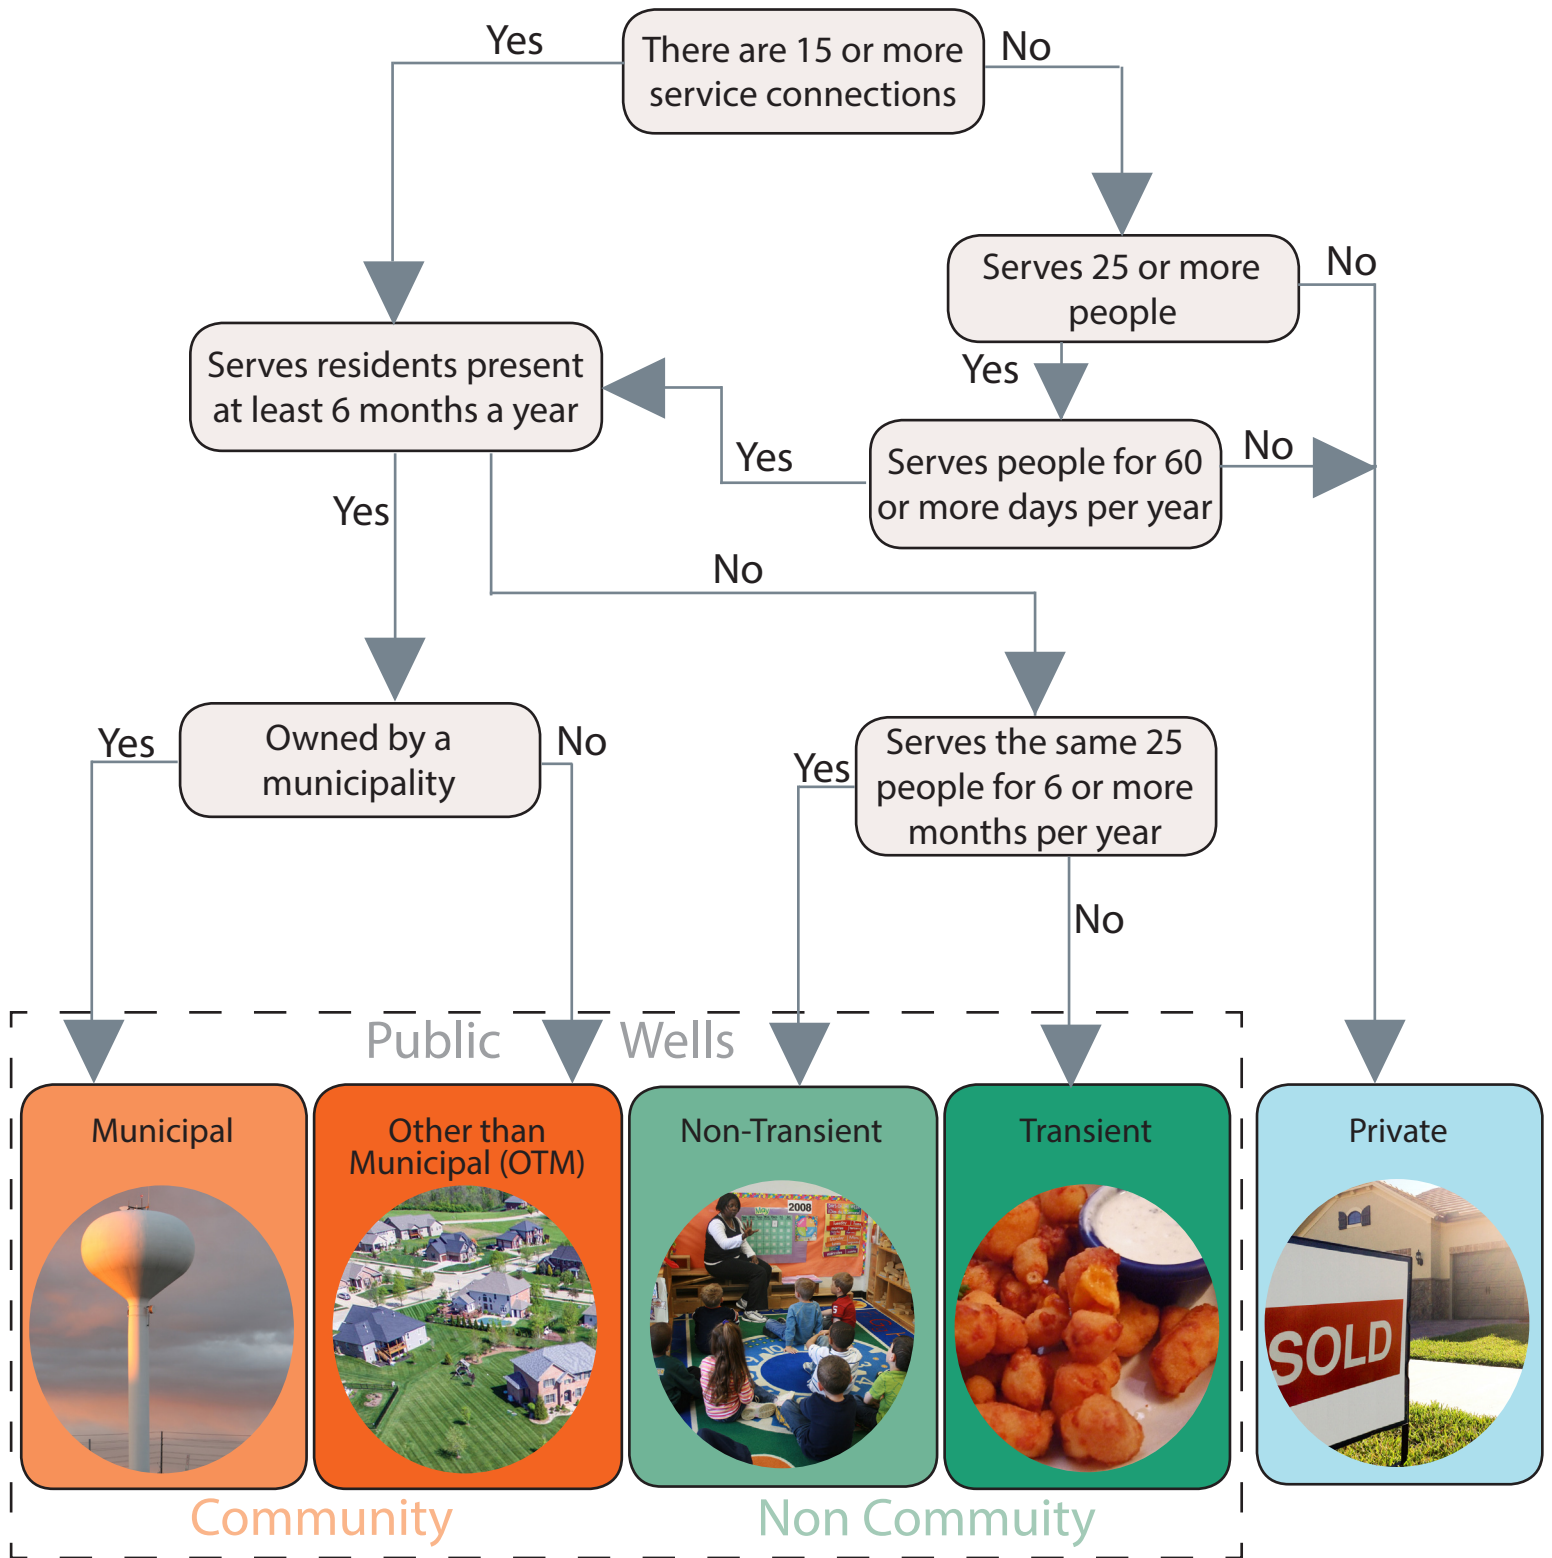 There are 15 or more
service connections
Yes
No
Serves 25 or more
people
No
Yes
Serves residents present
at least 6 months a year
Serves people for 60
or more days per year
Yes
No
Yes
No
Owned by a
municipality
Yes
No
Serves the same 25
people for 6 or more
months per year
Yes
No
Public Wells
Municipal
Other than
Municipal (OTM)
Non-Transient
Transient
Private
2008
SOLD
Community
Non Commuity